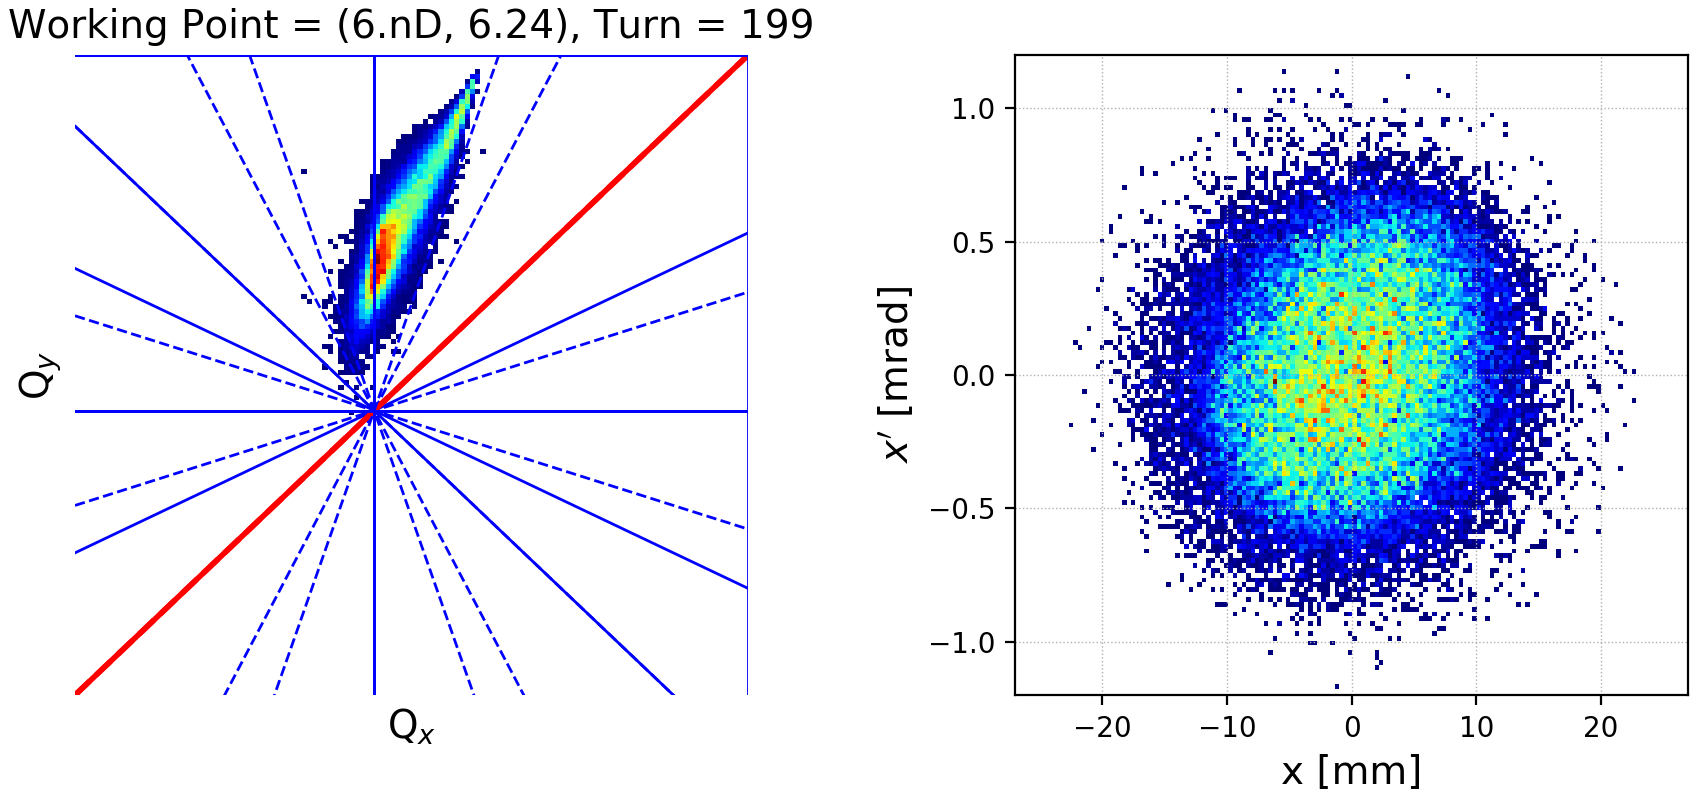 Working Point = (6.nD, 6.24), Turn = 199
Qy
Qx
1.0
0.5
0.0
−0.5
−1.0
x′ [mrad]
−20 −10 0 10 20
x [mm]